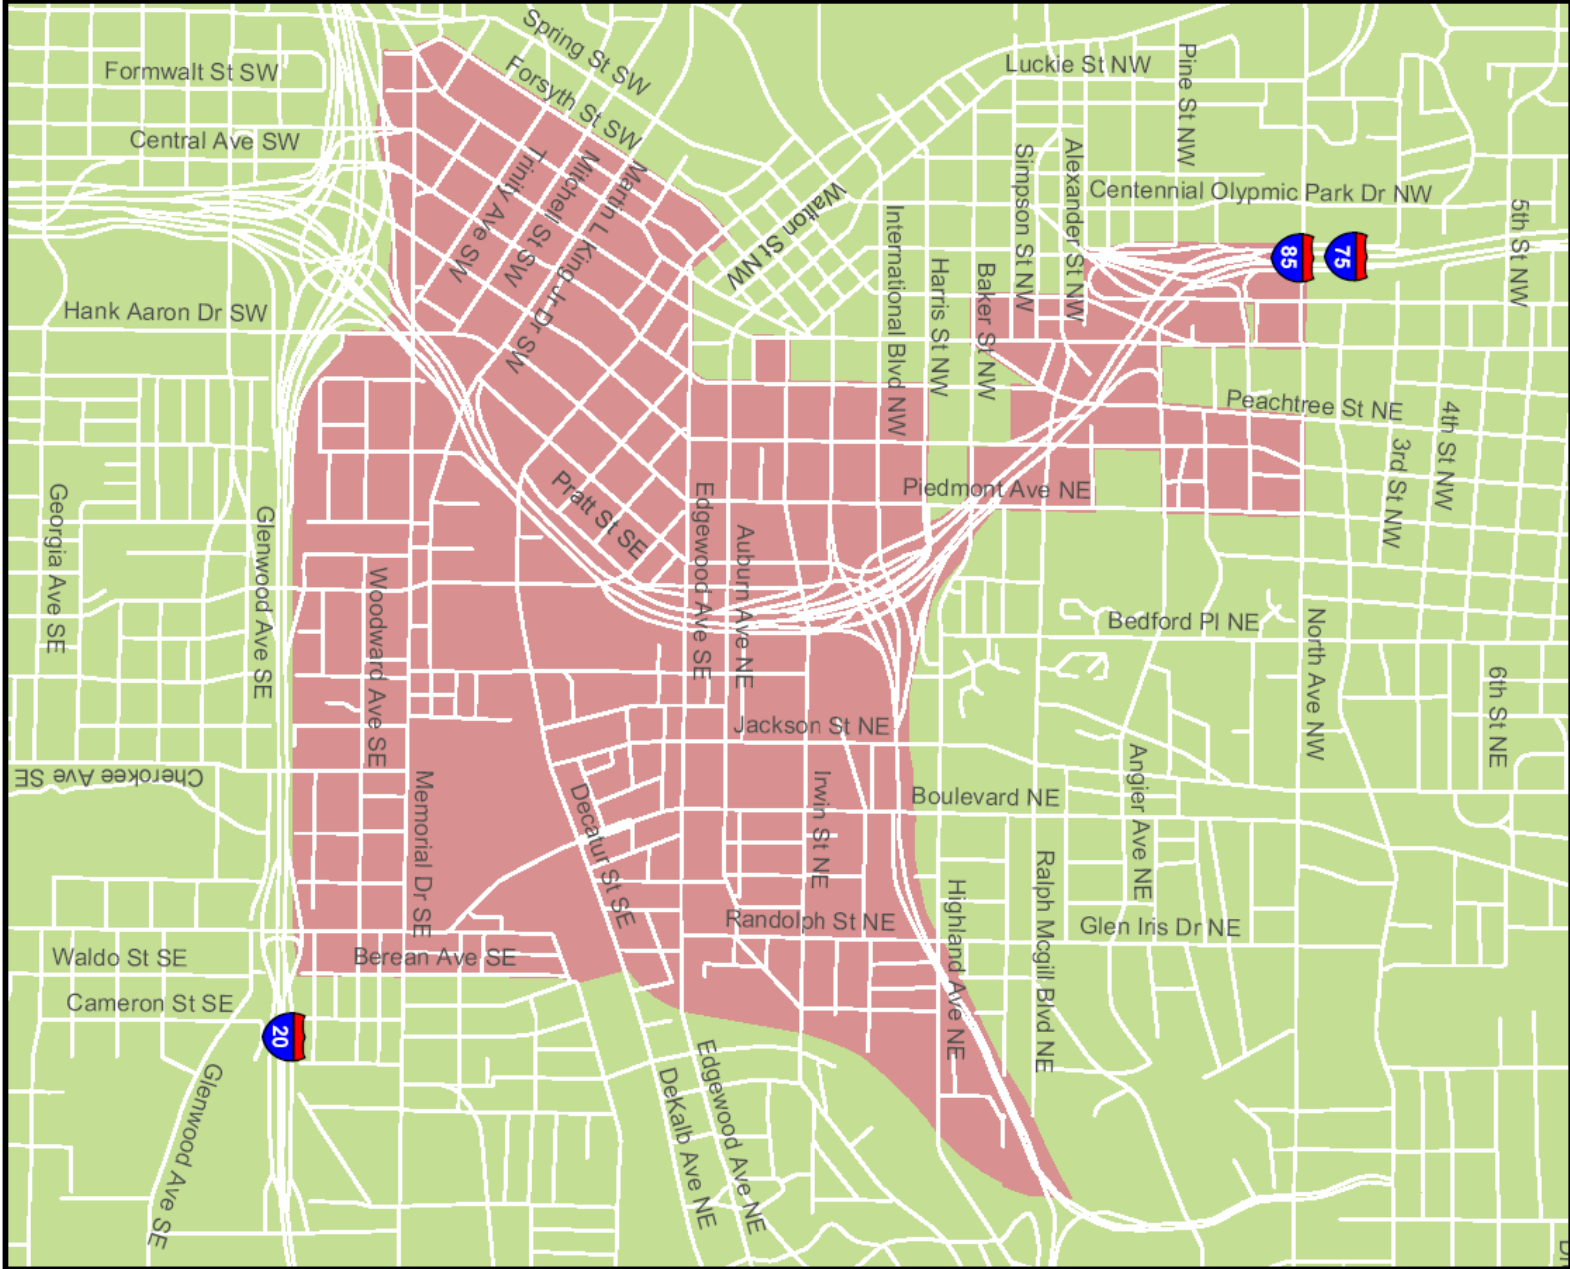 Spring St SW
Forsyth St SW
Formwalt St SW
Luckie St NW
Pine St NW
Central Ave SW
Trinity Ave SW
Mitchell St SW
Martin L King Jr Dr SW
Walton St NW
Simpson St NW
Alexander St NW
Centennial Olypmic Park Dr NW
5th St NW
International Blvd NW
Harris St NW
Baker St NW
85
75
Hank Aaron Dr SW
Peachtree St NE
4th St NW
3rd St NW
Georgia Ave SE
Glenwood Ave SE
Pratt St SE
Edgewood Ave SE
Auburn Ave NE
Piedmont Ave NE
Woodward Ave SE
Bedford Pl NE
North Ave NW
6th St NE
Jackson St NE
Cherokee Ave SE
Memorial Dr SE
Decatur St SE
Irwin St NE
Boulevard NE
Angier Ave NE
Ralph Mcgill Blvd NE
Highland Ave NE
Randolph St NE
Glen Iris Dr NE
Waldo St SE
Berean Ave SE
Cameron St SE
20
Glenwood Ave SE
Edgewood Ave NE
DeKalb Ave NE